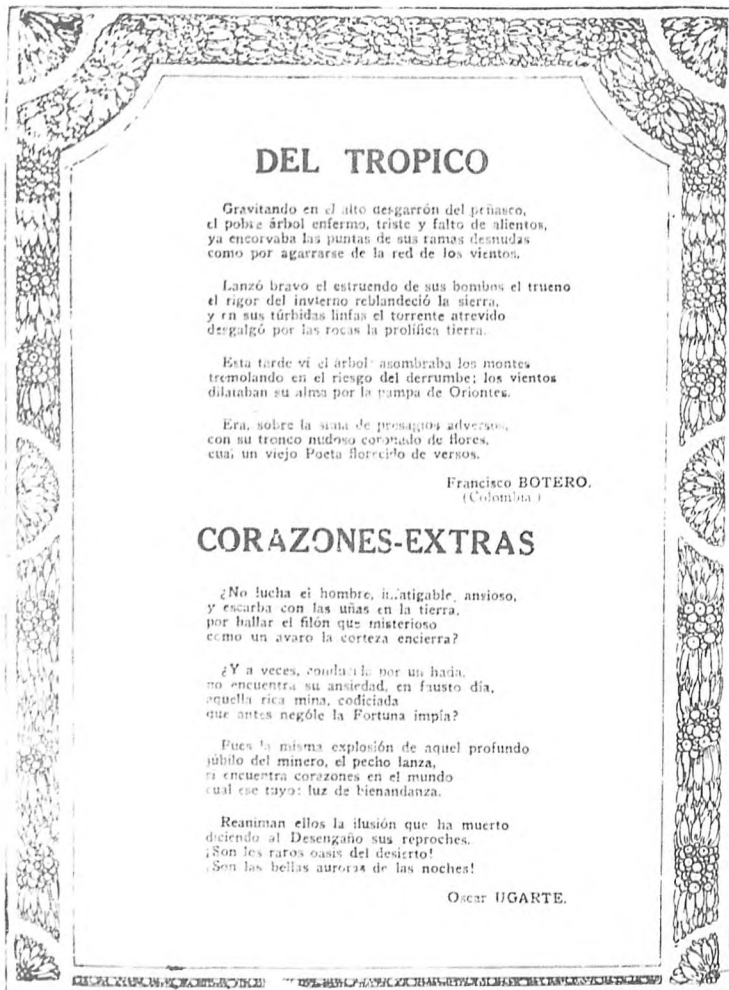 DEL TROPICO
Gravitando en el alto desgarrón del peñasco,
el pobre árbol enfermo, triste y falto de alientos,
ya encorvaba las puntas de sus ramas desnudas
como por agarrarse de la red de los vientos.
Lanzó bravo el estruendo de sus bombos el trueno
el rigor del invierno reblandeció la sierra,
y en sus túrbidas linfas el torrente atrevido
desgalgó por las rocas la prolífica tierra.
Esta tarde ví el árbol: asombraba los montes
tremolando en el riesgo del derrumbe; los vientos
dilataban su alma por la pampa de Oriontes.
Era, sobre la de presagios adversos,
con su tronco nudoso coronado de flores,
cual un viejo Poeta florecido de versos.
Francisco BOTERO.
(Colombia)
CORAZONES-EXTRAS
¿No lucha el hombre, infatigable, ansioso,
y escarba con las uñas en la tierra,
por hallar el filón que misterioso
como un avaro la corteza encierra?
¿Y a veces, conducida por un hada,
no encuentra su ansiedad, en fausto día,
aquella rica mina, codiciada
que antes nególe la Fortuna impía?
Pues la misma explosión de aquel profundo
júbilo del minero, el pecho lanza,
si encuentra corazones en el mundo
cual ese tuyo: luz de bienandanza.
Reaniman ellos la ilusión que ha muerto
diciendo al Desengaño sus reproches.
¡Son los raros oasis del desierto!
¡Son las bellas auroras de las noches!
Oscar UGARTE.